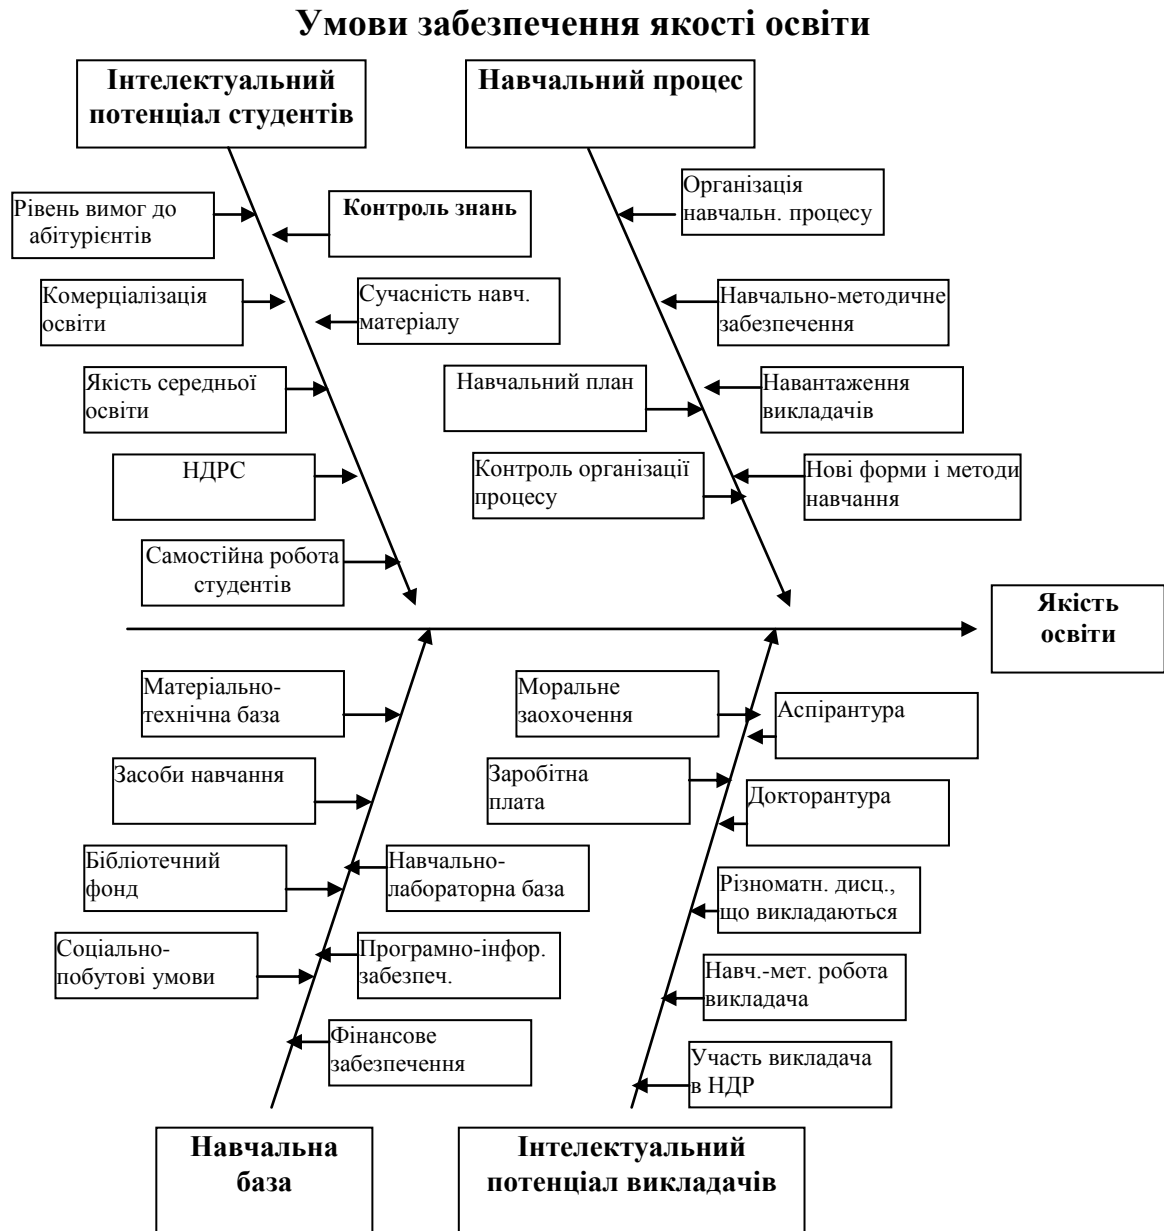 Умови забезпечення якості освіти
Інтелектуальний
потенціал студентів
Навчальний процес
Рівень вимог до
абітурієнтів
Контроль знань
Організація
навчальн. процесу
Комерціалізація
освіти
Сучасність навч.
матеріалу
Навчально-методичне
забезпечення
Якість середньої
освіти
Навчальний план
Навантаження
викладачів
НДРС
Контроль організації
процесу
Нові форми і методи
навчання
Самостійна робота
студентів
Якість
освіти
Матеріально-
технічна база
Моральне
заохочення
Аспірантура
Засоби навчання
Заробітна
плата
Докторантура
Бібліотечний
фонд
Навчально-
лабораторна база
Різноматн. дисц.,
що викладаються
Соціально-
побутові умови
Програмно-інфор.
забезпеч.
Навч.-мет. робота
викладача
Фінансове
забезпечення
Участь викладача
в НДР
Навчальна
база
Інтелектуальний
потенціал викладачів